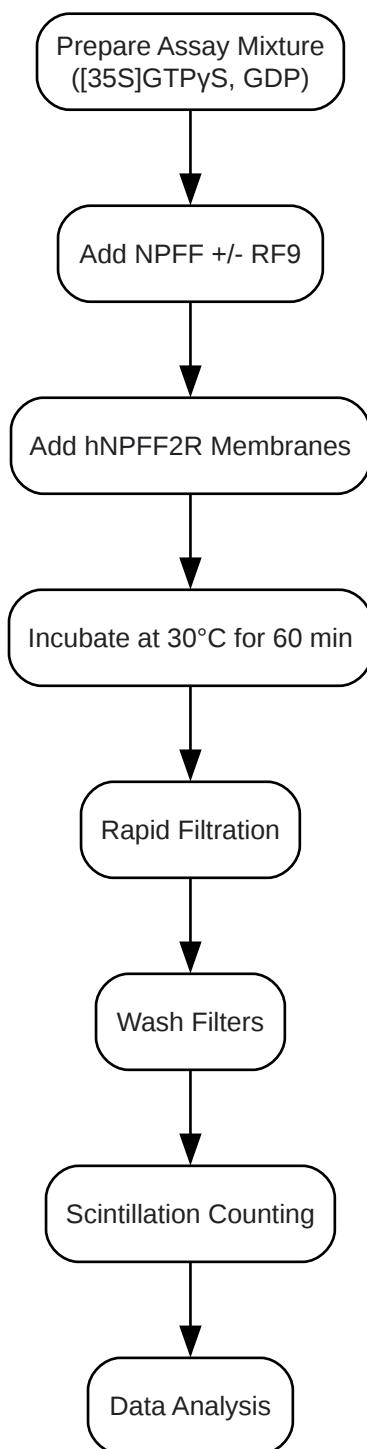 Prepare Assay Mixture
([35S]GTPγS, GDP)
Add NPFF +/- RF9
Add hNPFF2R Membranes
Incubate at 30°C for 60 min
Rapid Filtration
Wash Filters
Scintillation Counting
Data Analysis